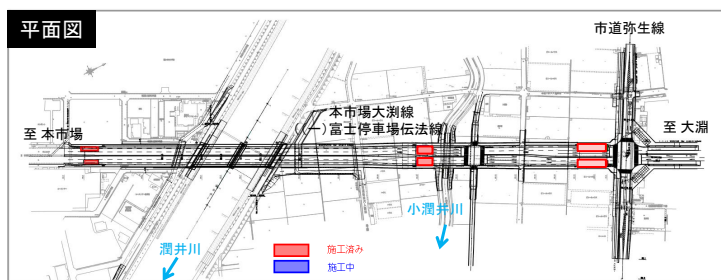 平面図
市道弥生線
本市場大渕線
((一)富士停車場伝法線
至 本市場
至 大淵
小潤井川
潤井川
施工済み
施工中